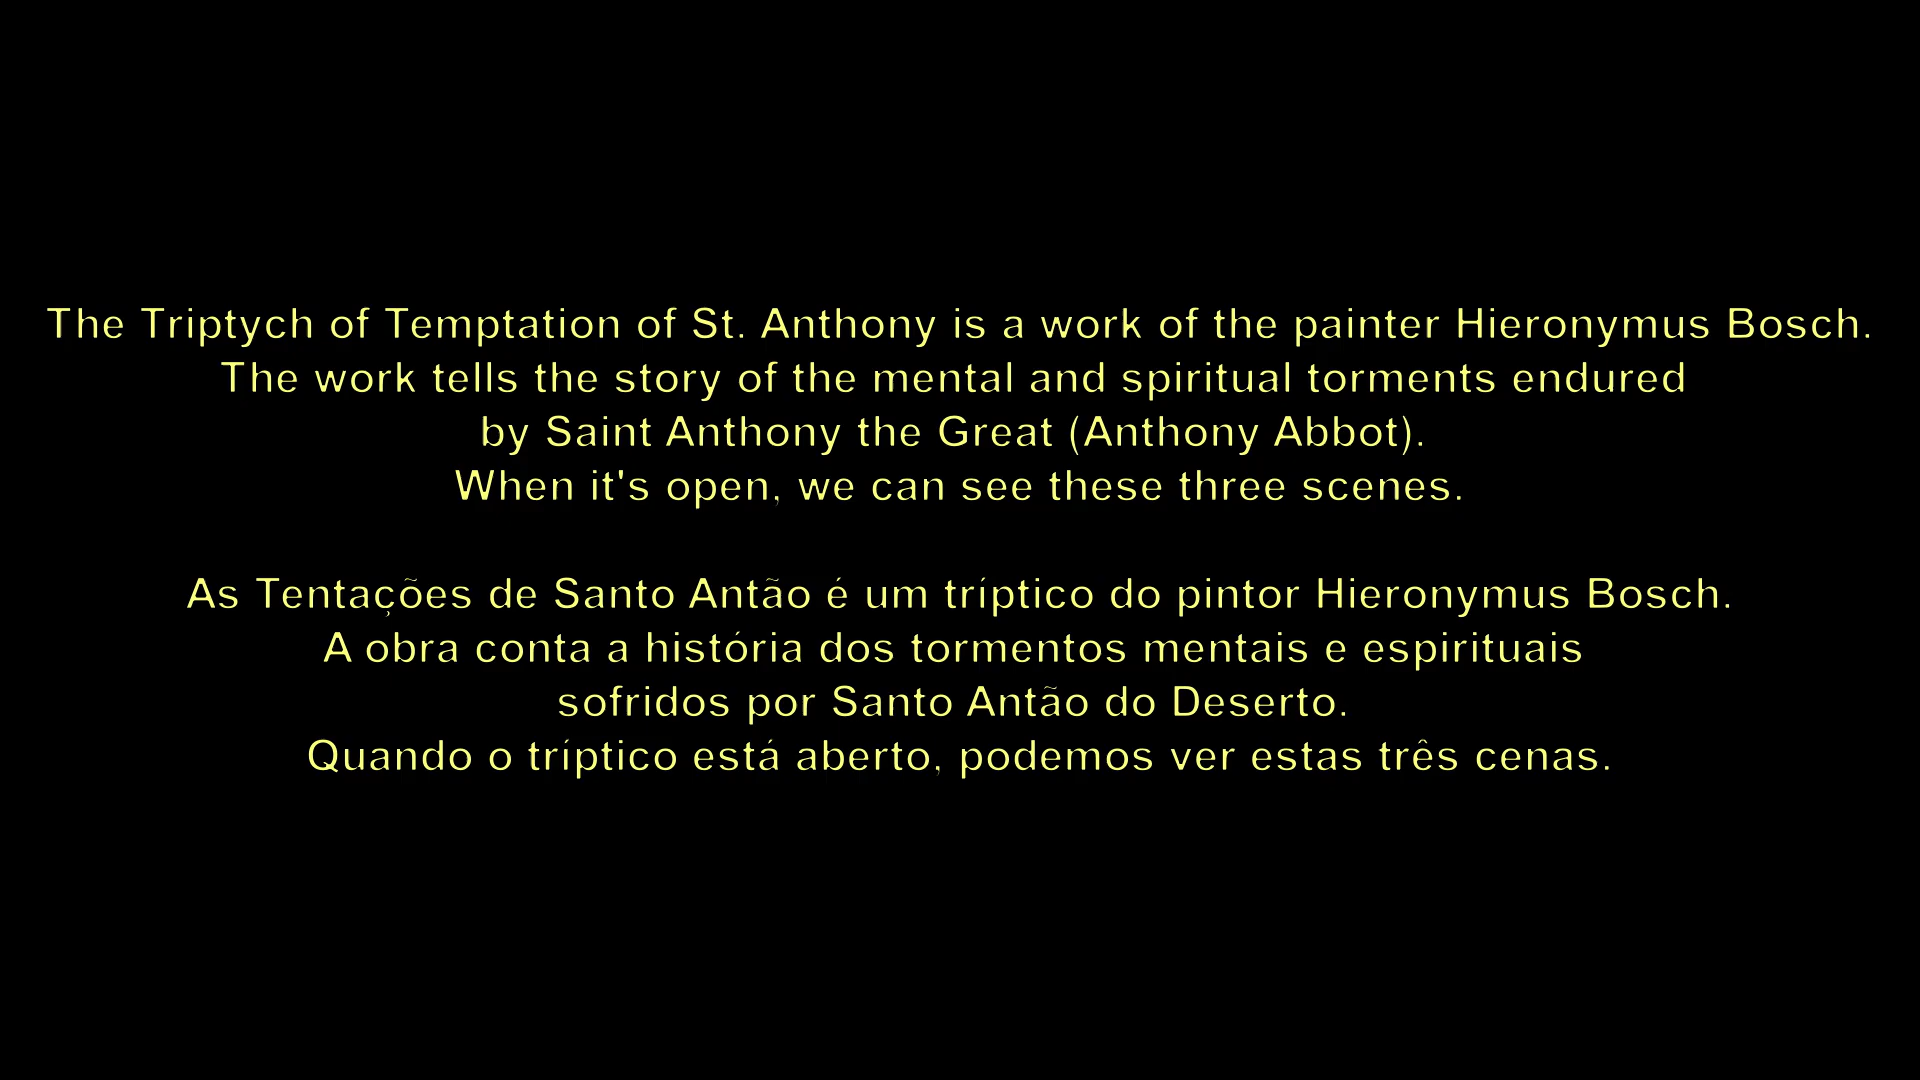 The Triptych of Temptation of St. Anthony is a work of the painter Hieronymus Bosch.
The work tells the story of the mental and spiritual torments endured
by Saint Anthony the Great (Anthony Abbot).
When it's open, we can see these three scenes.
As Tentações de Santo Antão é um tríptico do pintor Hieronymus Bosch.
A obra conta a história dos tormentos mentais e espirituais
sofridos por Santo Antão do Deserto.
Quando o tríptico está aberto, podemos ver estas três cenas.